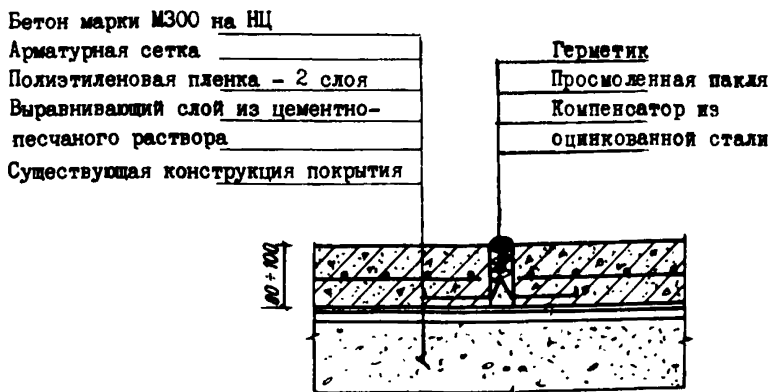 Бетон марки М300 на НЦ
Арматурная сетка
Полиэтиленовая пленка - 2 слоя
Выравнивающий слой из цементно-
песчаного раствора
Существующая конструкция покрытия
Герметик
Просмоленная пакля
Компенсатор из
оцинкованной стали
80÷100